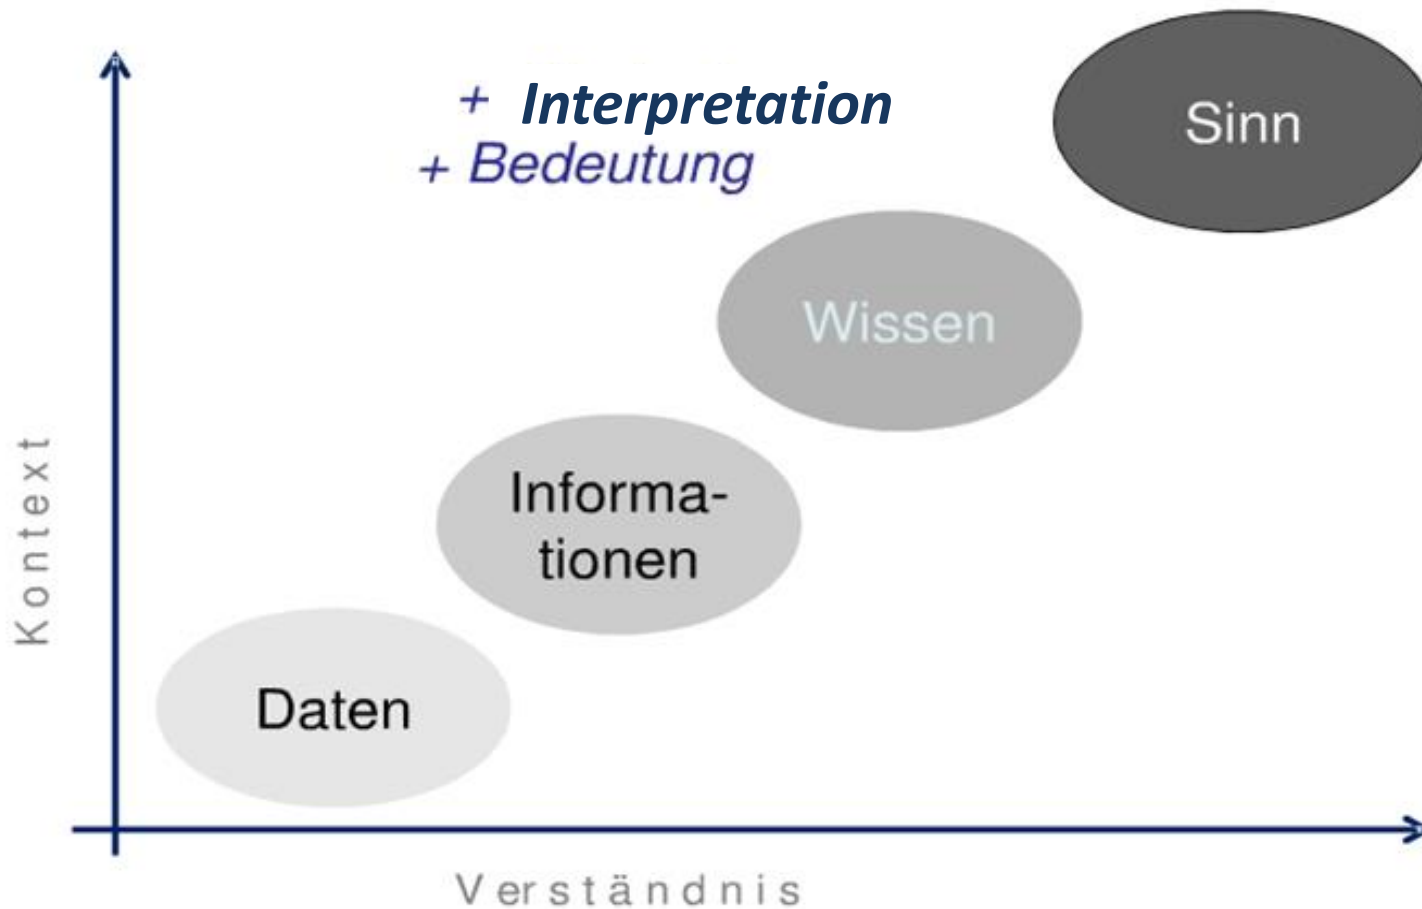 + Interpretation
+ Bedeutung
Sinn
Wissen
Informa-
tionen
Daten
Kontext
Verständnis